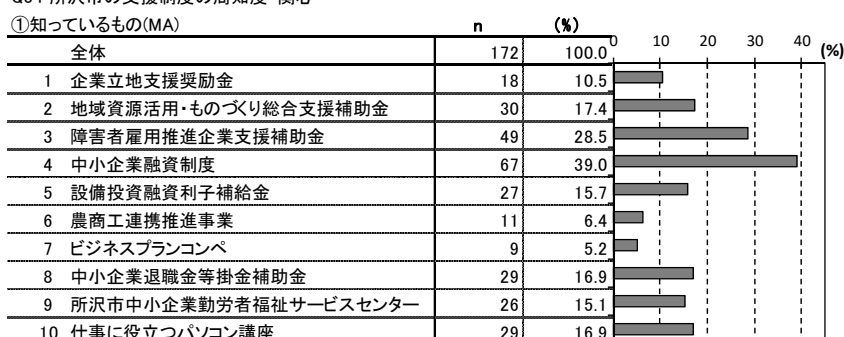 ①知っているもの(MA) n (%)
全体 172 100.0 0 10 20 30 40 (%)
1 企業立地支援奨励金 18 10.5
2 地域資源活用・ものづくり総合支援補助金 30 17.4
3 障害者雇用推進企業支援補助金 49 28.5
4 中小企業融資制度 67 39.0
5 設備投資融資利子補給金 27 15.7
6 農商工連携推進事業 11 6.4
7 ビジネスプランコンペ 9 5.2
8 中小企業退職金等掛金補助金 29 16.9
9 所沢市中小企業勤労者福祉サービスセンター 26 15.1
10 仕事に役立つパソコン講座 29 16.9